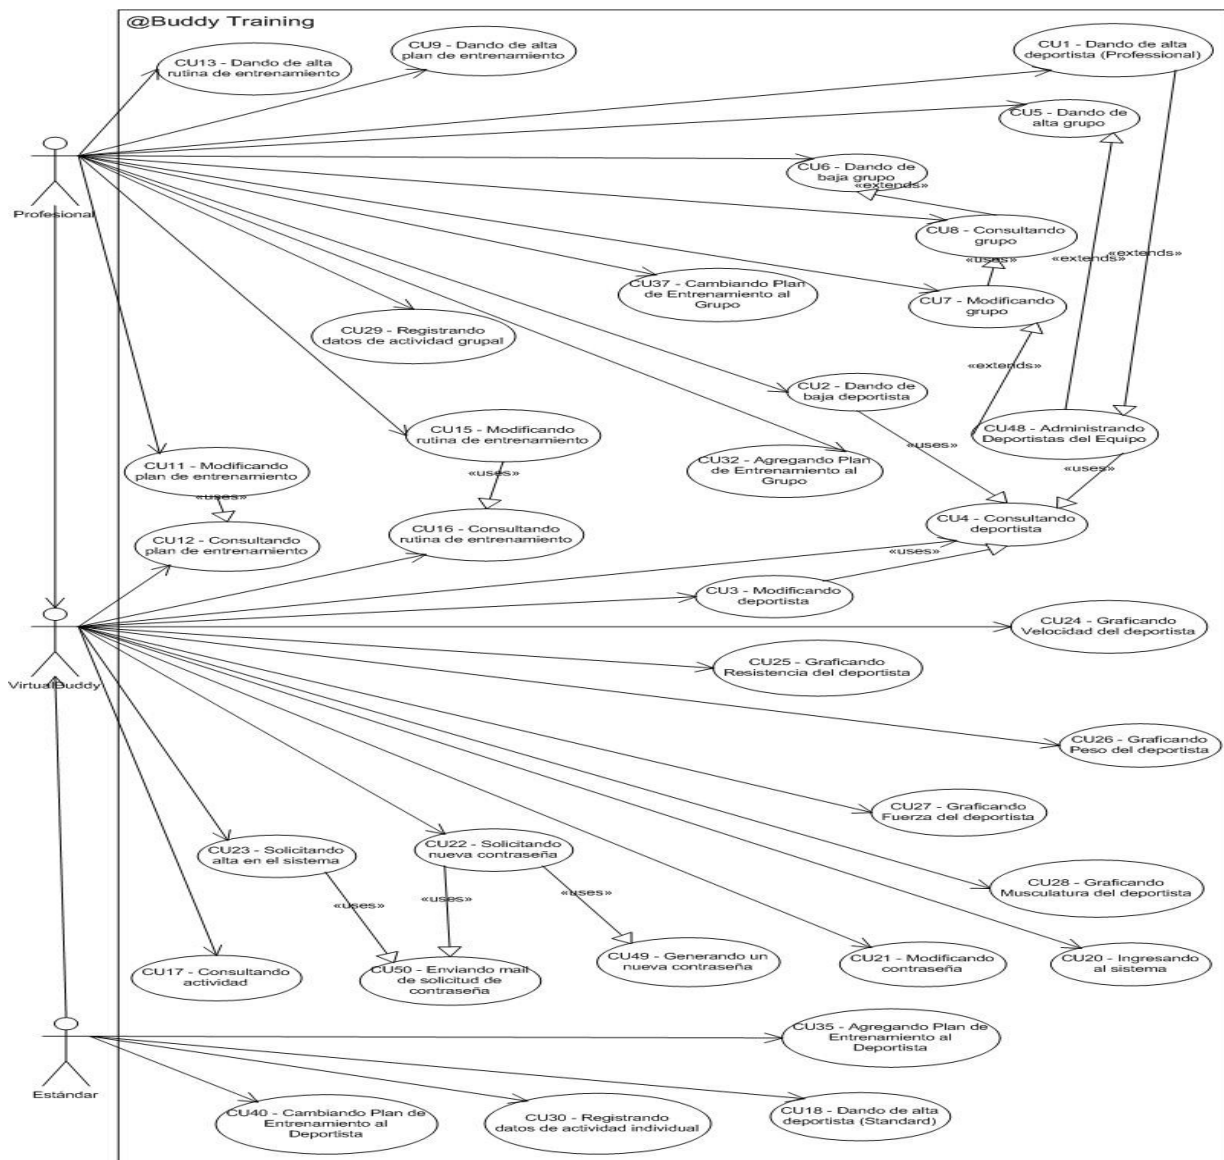 @Buddy Training
CU13 - Dando de alta
rutina de entrenamiento
CU9 - Dando de alta
plan de entrenamiento
CU1 - Dando de alta
deportista (Professional)
CU5 - Dando de
alta grupo
CU6 - Dando de
baja grupo
«extends»
Profesional
CU8 - Consultando
grupo
«extends»
«extends»
«uses»
CU37 - Cambiando Plan
de Entrenamiento al
Grupo
CU7 - Modificando
grupo
CU29 - Registrando
datos de actividad grupal
«extends»
CU2 - Dando de
baja deportista
CU15 - Modificando
rutina de entrenamiento
CU48 - Administrando
Deportistas del Equipo
«uses»
CU11 - Modificando
plan de entrenamiento
«uses»
CU32 - Agregando Plan
de Entrenamiento al
Grupo
«uses»
«uses»
CU12 - Consultando
plan de entrenamiento
CU16 - Consultando
rutina de entrenamiento
CU4 - Consultando
deportista
«uses»
CU3 - Modificando
deportista
CU24 - Graficando
Velocidad del deportista
CU25 - Graficando
Resistencia del deportista
VirtualBuddy
CU26 - Graficando
Peso del deportista
CU27 - Graficando
Fuerza del deportista
CU23 - Solicitando
alta en el sistema
CU22 - Solicitando
nueva contraseña
CU28 - Graficando
Musculatura del deportista
«uses»
«uses»
«uses»
CU17 - Consultando
actividad
CU50 - Enviando mail
de solicitud de
contraseña
CU49 - Generando un
nueva contraseña
CU21 - Modificando
contraseña
CU20 - Ingresando
al sistema
CU35 - Agregando Plan de
Entrenamiento al
Deportista
Estándar
CU40 - Cambiando Plan de
Entrenamiento al
Deportista
CU30 - Registrando
datos de actividad individual
CU18 - Dando de alta
deportista (Standard)